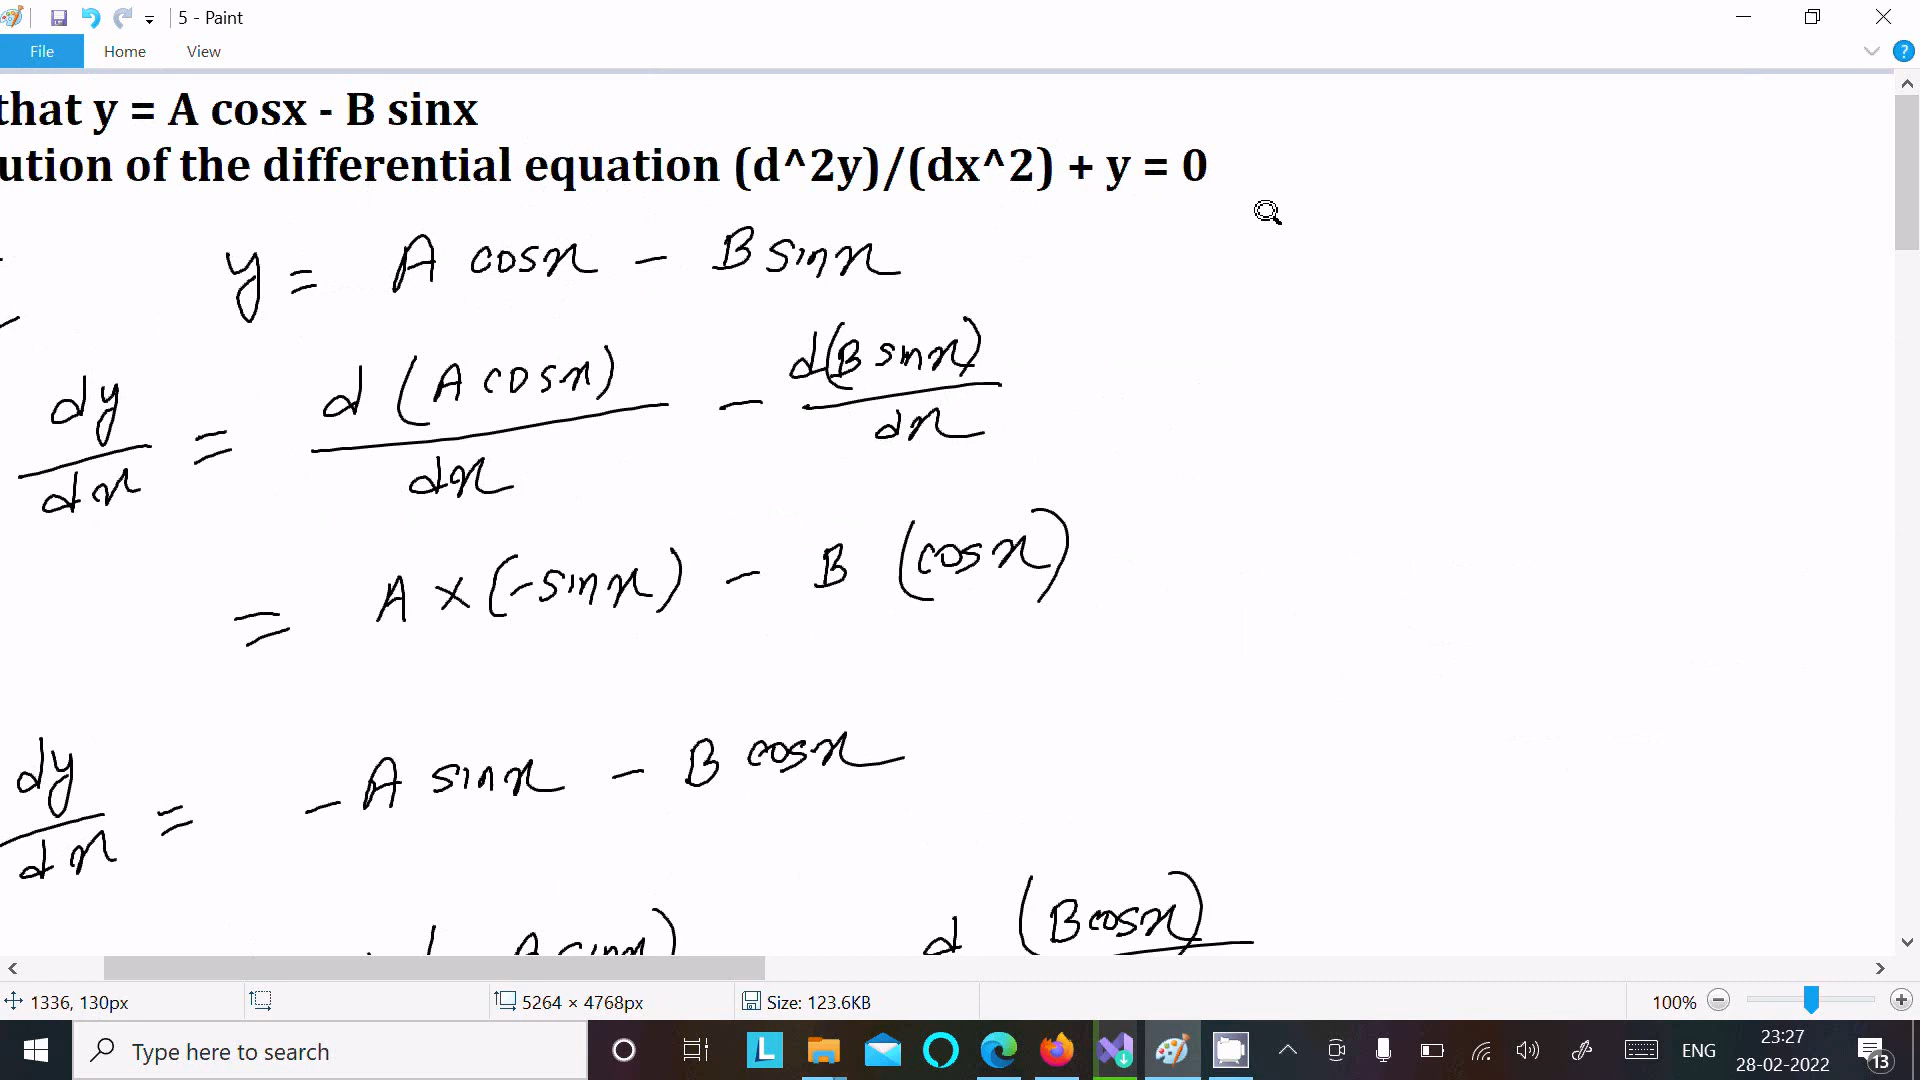 5 - Paint
File Home View
that y = A cosx - B sinx
ution of the differential equation (d^2y)/(dx^2) + y = 0
y = A cosx - B sinx
dy/dx = d(A cosx)/dx - d(B sinx)/dx
= A × (-sinx) - B (cosx)
dy/dx = -A sinx - B cosx
A sinx) d (B cosx)
1336, 130px 5264 × 4768px Size: 123.6KB 100%
Type here to search L ENG 23:27
28-02-2022 13